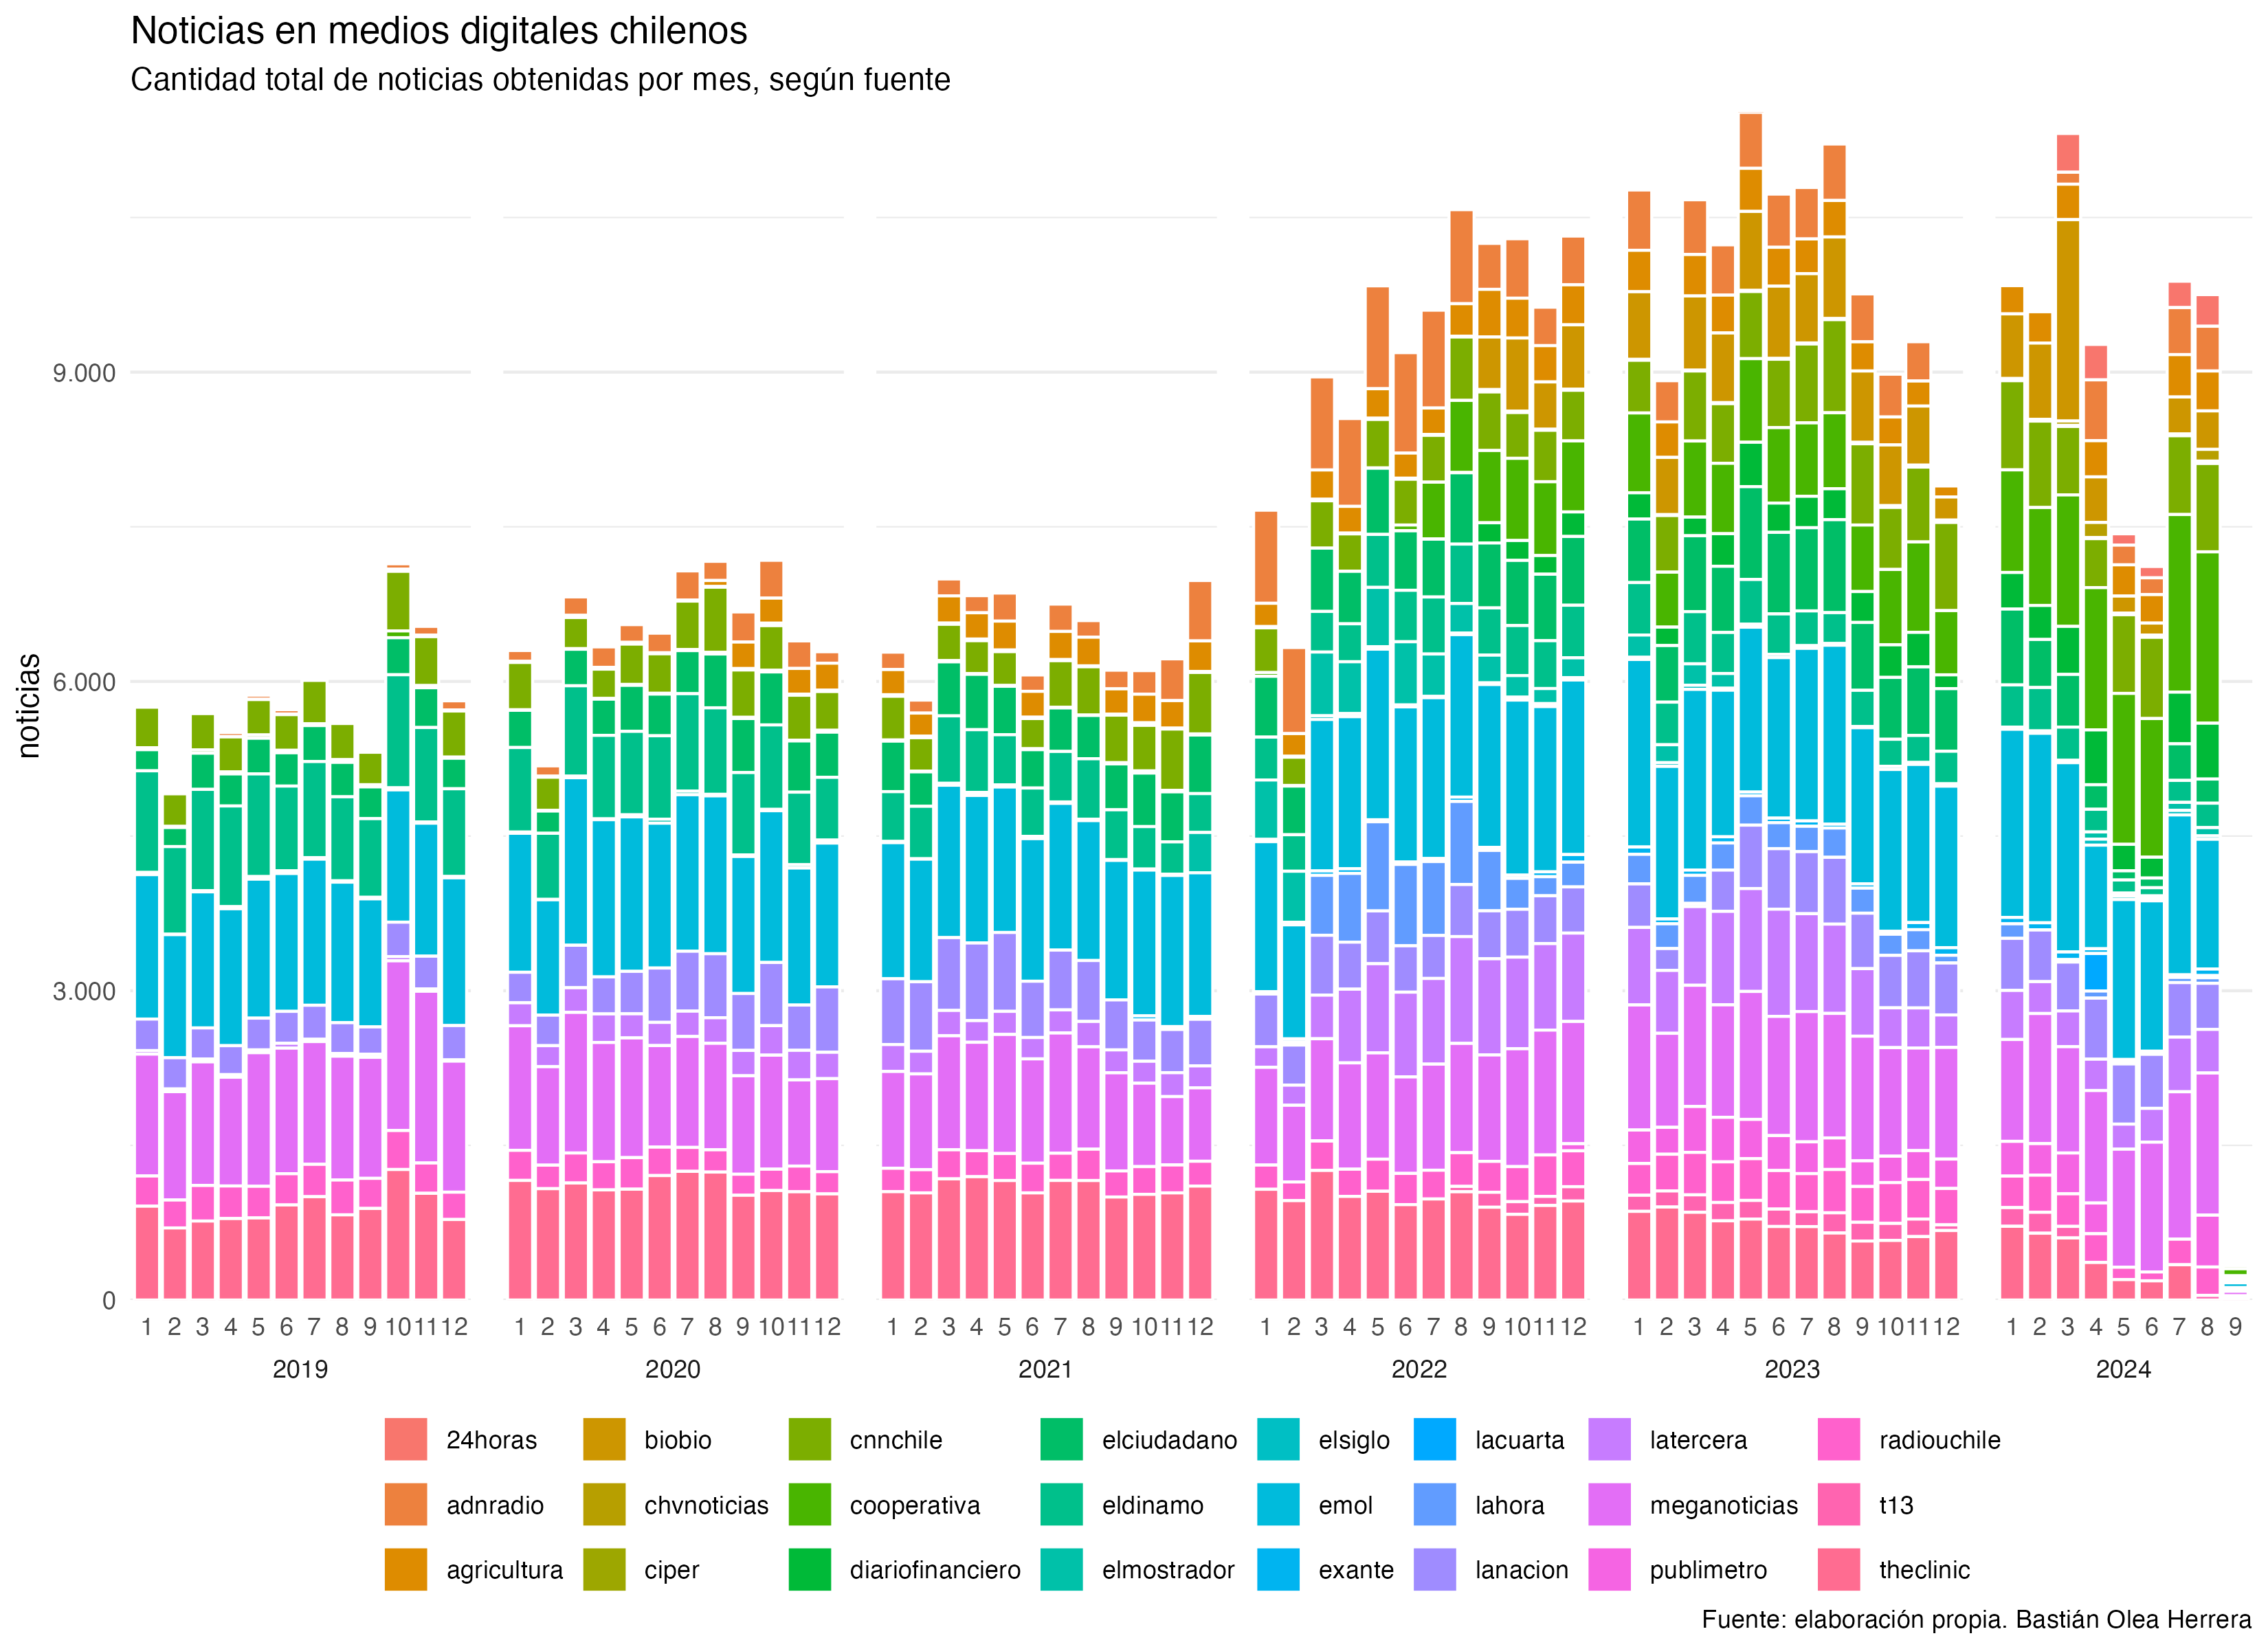 Noticias en medios digitales chilenos
Cantidad total de noticias obtenidas por mes, según fuente
noticias
9.000
6.000
3.000
0
1 2 3 4 5 6 7 8 9 10 11 12 1 2 3 4 5 6 7 8 9 10 11 12 1 2 3 4 5 6 7 8 9 10 11 12 1 2 3 4 5 6 7 8 9 10 11 12 1 2 3 4 5 6 7 8 9 10 11 12 1 2 3 4 5 6 7 8 9
2019 2020 2021 2022 2023 2024
24horas biobio cnnchile elciudadano elsiglo lacuarta latercera radiouchile
adnradio chvnoticias cooperativa eldinamo emol lahora meganoticias t13
agricultura ciper diariofinanciero elmostrador exante lanacion publimetro theclinic
Fuente: elaboración propia. Bastián Olea Herrera